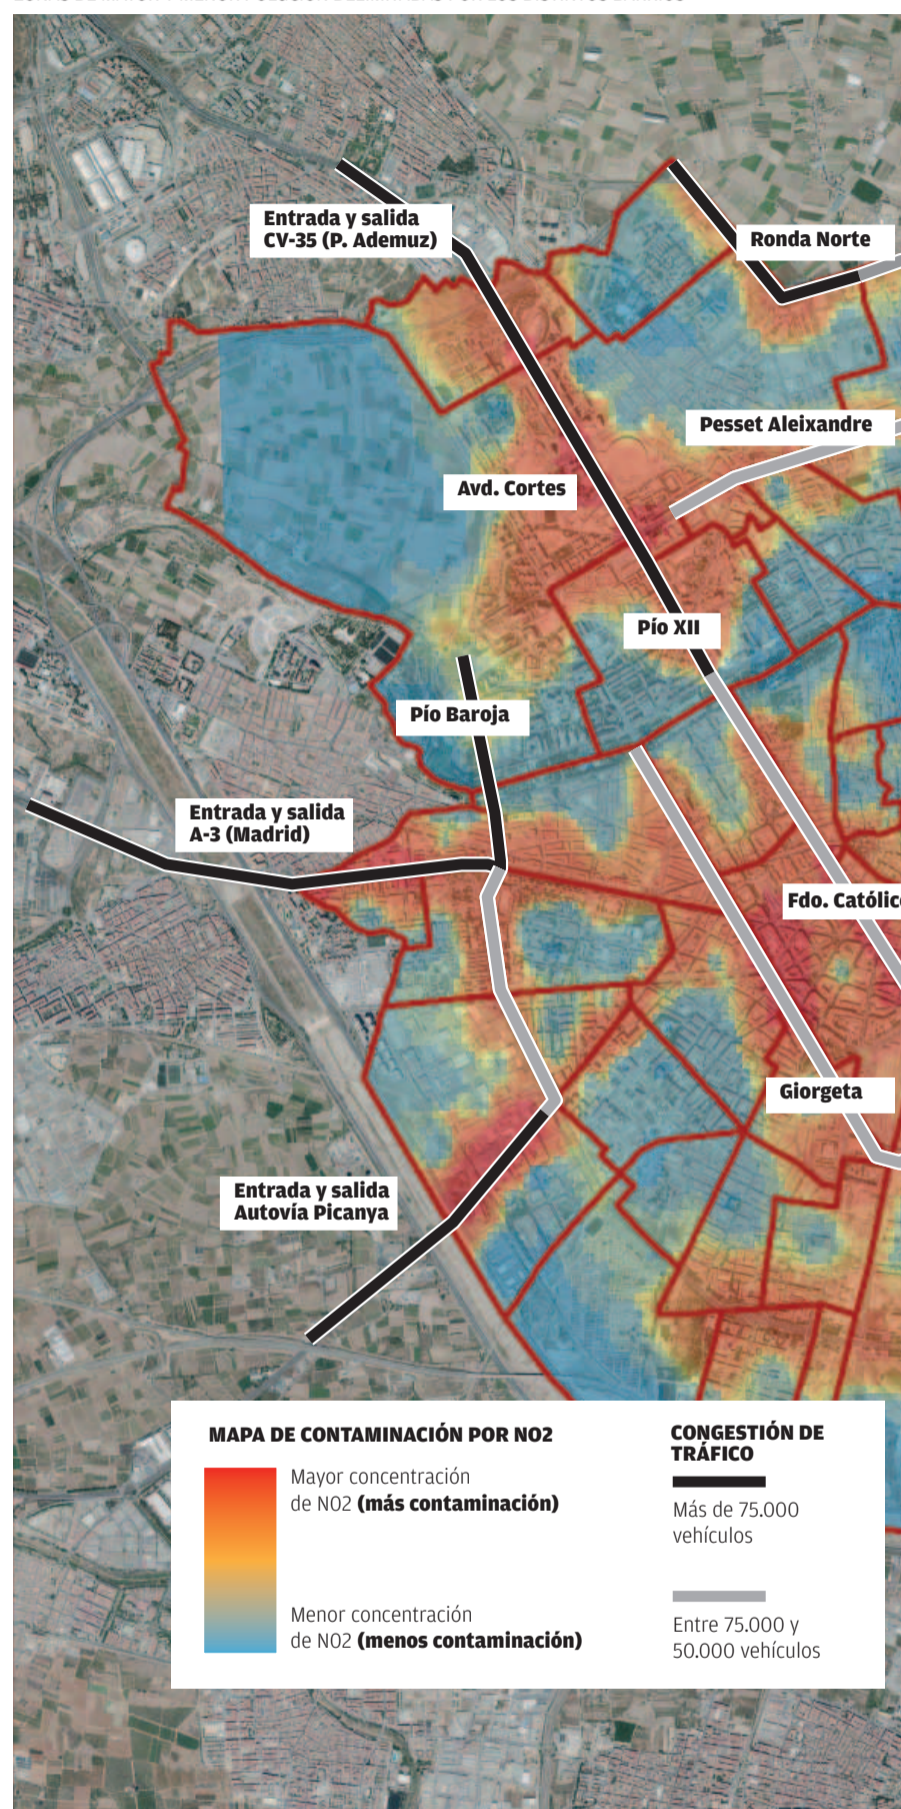 Entrada y salida
CV-35 (P. Ademuz)
Ronda Norte
Pesset Aleixandre
Avd. Cortes
Pío XII
Pío Baroja
Entrada y salida
A-3 (Madrid)
Fdo. Católic
Giorgeta
Entrada y salida
Autovía Picanya
MAPA DE CONTAMINACIÓN POR NO2
Mayor concentración
de NO2 (más contaminación)
Menor concentración
de NO2 (menos contaminación)
CONGESTIÓN DE
TRÁFICO
Más de 75.000
vehículos
Entre 75.000 y
50.000 vehículos